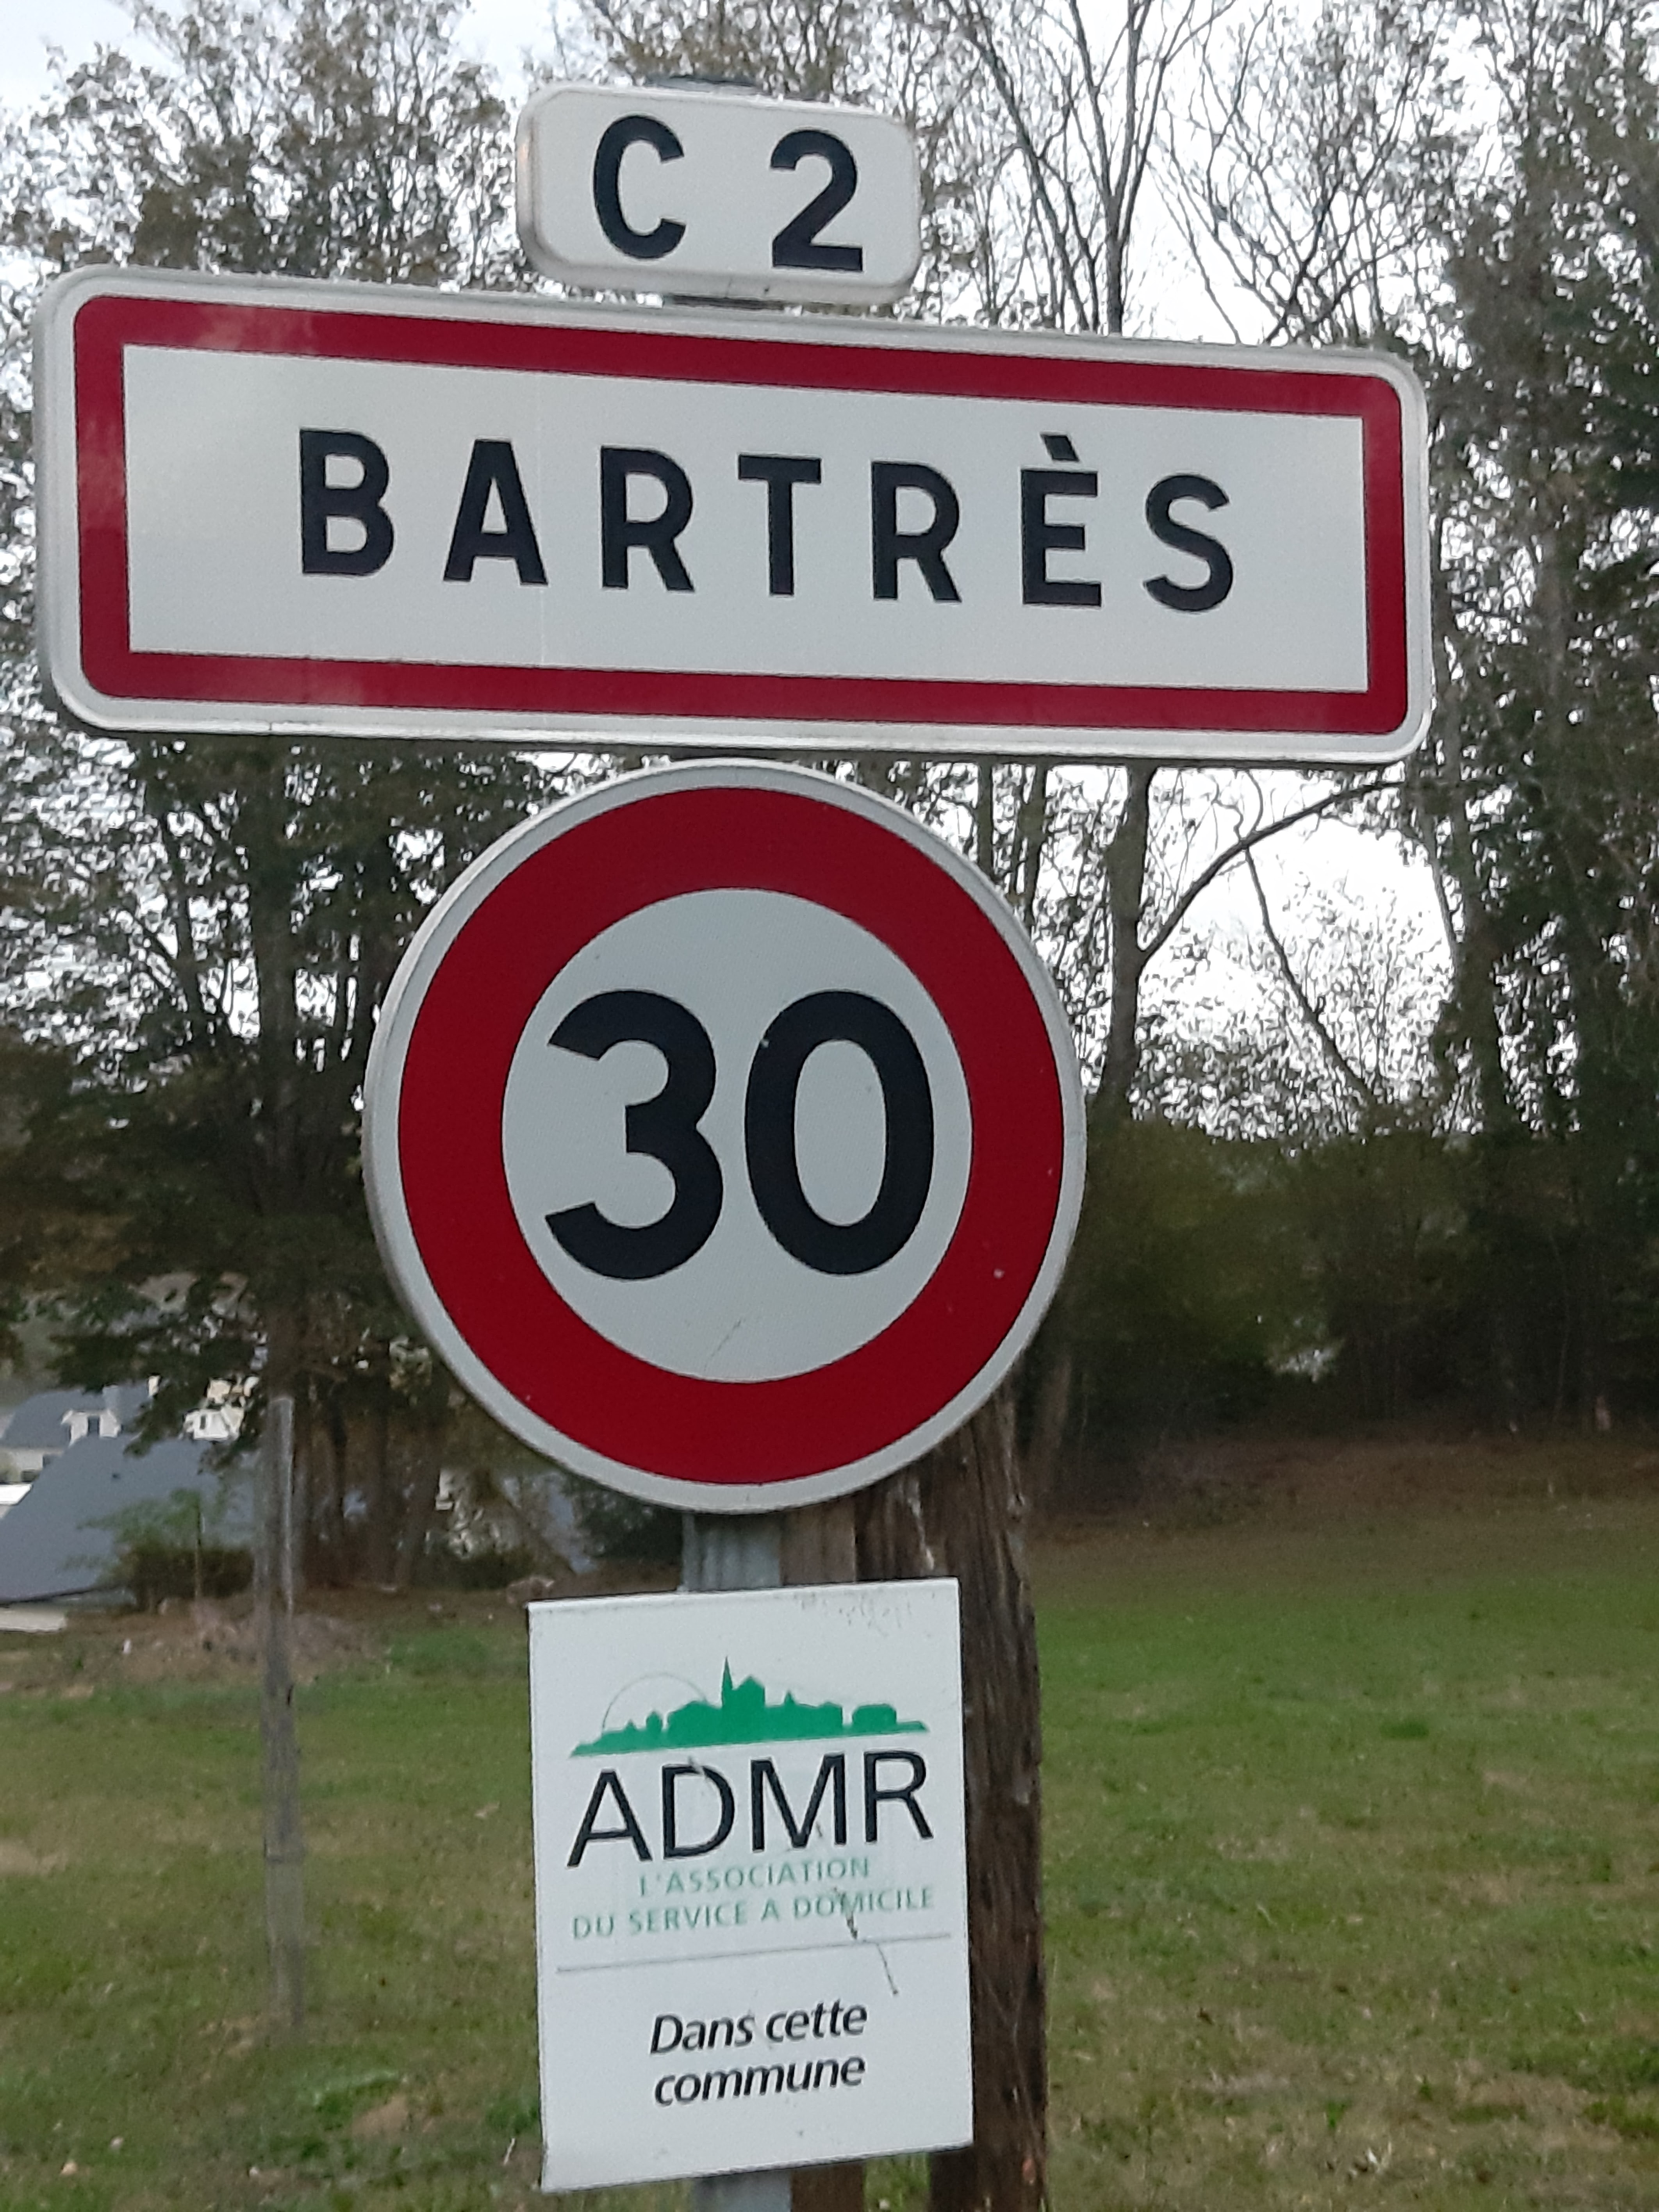 C 2
BARTRÈS
30
ADMR
L'ASSOCIATION
DU SERVICE A DOMICILE
Dans cette
commune